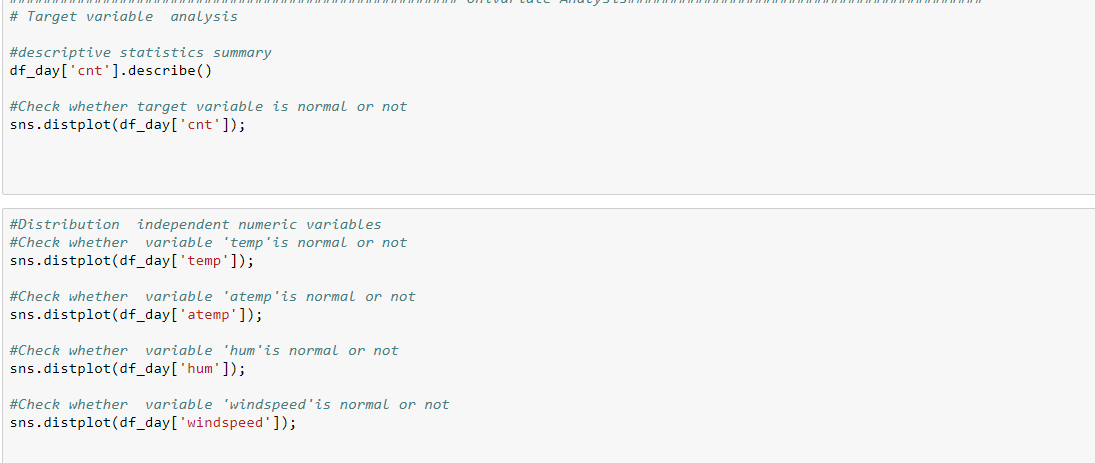 # Target variable  analysis
#descriptive statistics summary
df_day['cnt'].describe()
#Check whether target variable is normal or not
sns.distplot(df_day['cnt']);
#Distribution  independent numeric variables
#Check whether  variable 'temp'is normal or not
sns.distplot(df_day['temp']);
#Check whether  variable 'atemp'is normal or not
sns.distplot(df_day['atemp']);
#Check whether  variable 'hum'is normal or not
sns.distplot(df_day['hum']);
#Check whether  variable 'windspeed'is normal or not
sns.distplot(df_day['windspeed']);